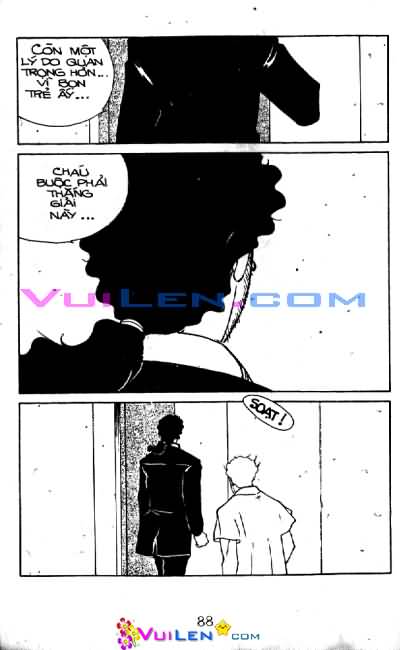 CÒN MỘT
LÝ DO QUAN
TRỌNG HƠN...
VÌ BỌN
TRẺ ẤY...
CHÁU
BUỘC PHẢI
THẮNG
GIẢI
NÀY...
VUILEN.COM
SOẠT!
88
VUILEN.COM